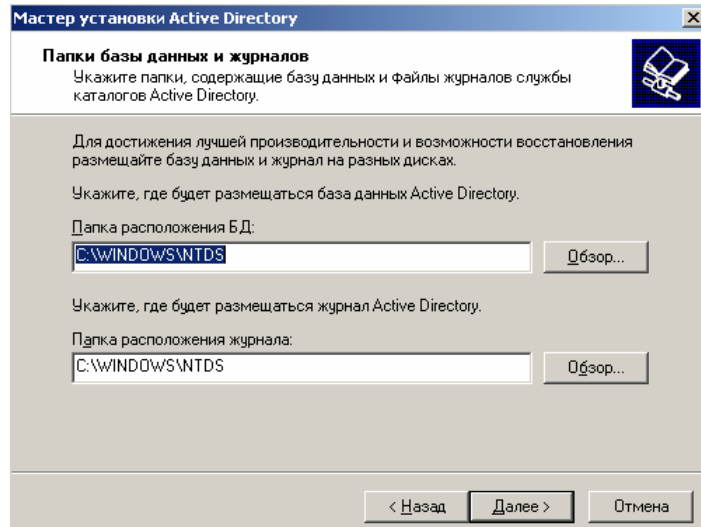 Мастер установки Active Directory
Папки базы данных и журналов
Укажите папки, содержащие базу данных и файлы журналов службы
каталогов Active Directory.
Для достижения лучшей производительности и возможности восстановления
размещайте базу данных и журнал на разных дисках.
Укажите, где будет размещаться база данных Active Directory.
Папка расположения БД:
C:\WINDOWS\NTDS
Обзор...
Укажите, где будет размещаться журнал Active Directory.
Папка расположения журнала:
C:\WINDOWS\NTDS
Обзор...
< Назад Далее > Отмена